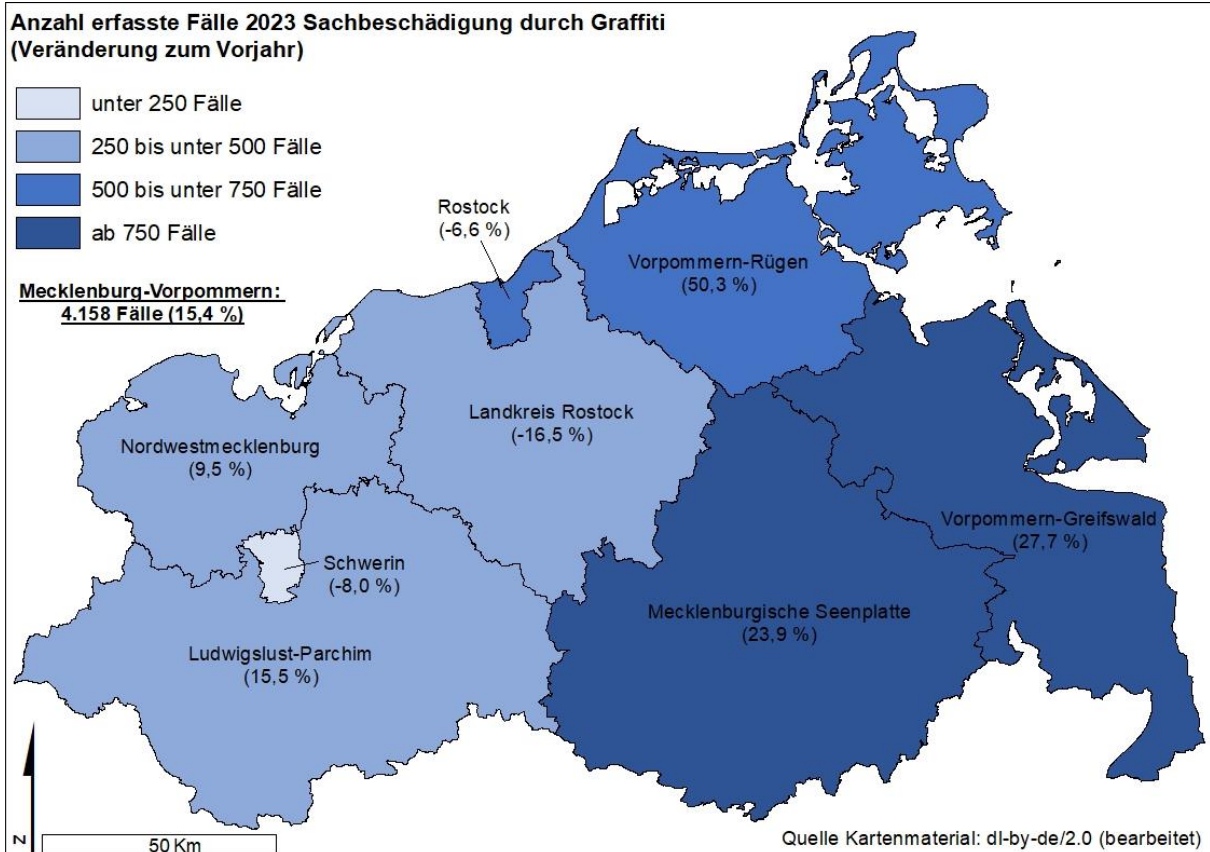 Anzahl erfasste Fälle 2023 Sachbeschädigung durch Graffiti
(Veränderung zum Vorjahr)
unter 250 Fälle
250 bis unter 500 Fälle
500 bis unter 750 Fälle
ab 750 Fälle
Mecklenburg-Vorpommern:
4.158 Fälle (15,4 %)
Rostock
(-6,6 %)
Vorpommern-Rügen
(50,3 %)
Landkreis Rostock
(-16,5 %)
Nordwestmecklenburg
(9,5 %)
Vorpommern-Greifswald
(27,7 %)
Schwerin
(-8,0 %)
Mecklenburgische Seenplatte
(23,9 %)
Ludwigslust-Parchim
(15,5 %)
N
50 Km
Quelle Kartenmaterial: dl-by-de/2.0 (bearbeitet)